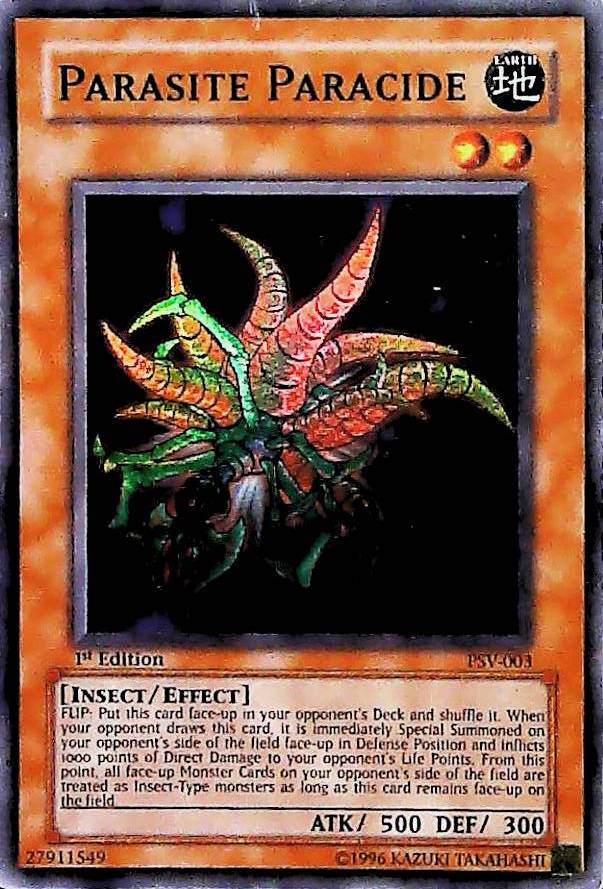 PARASITE PARACIDE
EARTH
地
1st Edition
PSV-003
[INSECT/EFFECT]
FLIP: Put this card face-up in your opponent's Deck and shuffle it. When
your opponent draws this card, it is immediately Special Summoned on
your opponent's side of the field face-up in Defense Position and inflicts
1000 points of Direct Damage to your opponent's Life Points. From this
point, all face-up Monster Cards on your opponent's side of the field are
treated as Insect-Type monsters as long as this card remains face-up on
the field.
ATK/ 500 DEF/ 300
27911549
©1996 KAZUKI TAKAHASHI